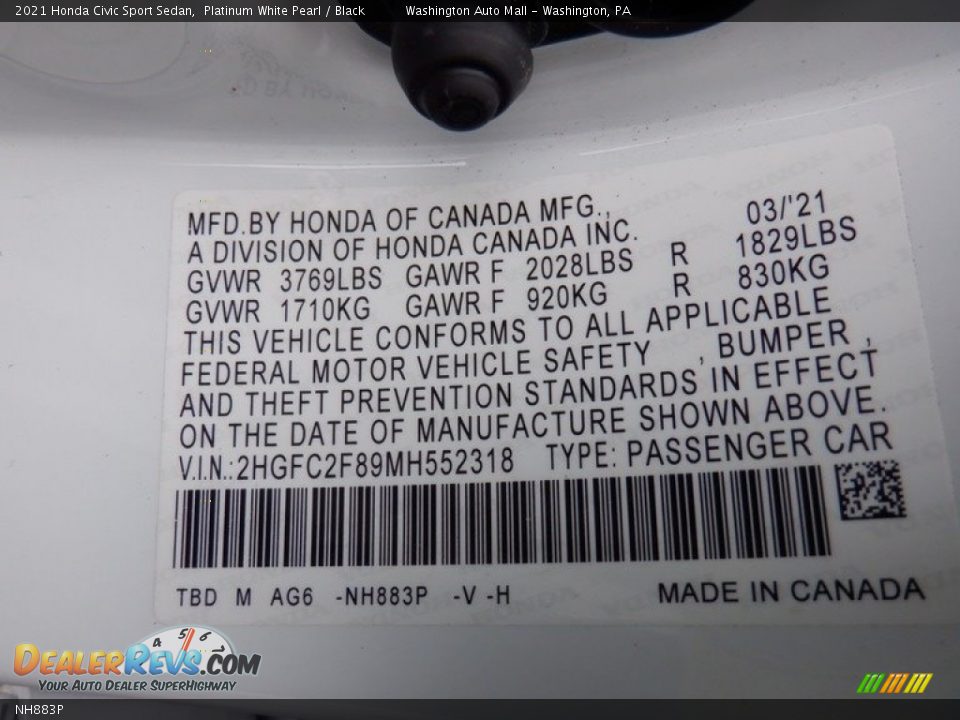 2021 Honda Civic Sport Sedan, Platinum White Pearl / Black Washington Auto Mall - Washington, PA
MFD.BY HONDA OF CANADA MFG., 03/'21
A DIVISION OF HONDA CANADA INC.
GVWR 3769LBS GAWR F 2028LBS R 1829LBS
GVWR 1710KG GAWR F 920KG R 830KG
THIS VEHICLE CONFORMS TO ALL APPLICABLE
FEDERAL MOTOR VEHICLE SAFETY , BUMPER ,
AND THEFT PREVENTION STANDARDS IN EFFECT
ON THE DATE OF MANUFACTURE SHOWN ABOVE.
V.I.N.:2HGFC2F89MH552318 TYPE: PASSENGER CAR
TBD M AG6 -NH883P -V -H MADE IN CANADA
4 5 6
DEALERREVS.COM
YOUR AUTO DEALER SUPERHIGHWAY
NH883P